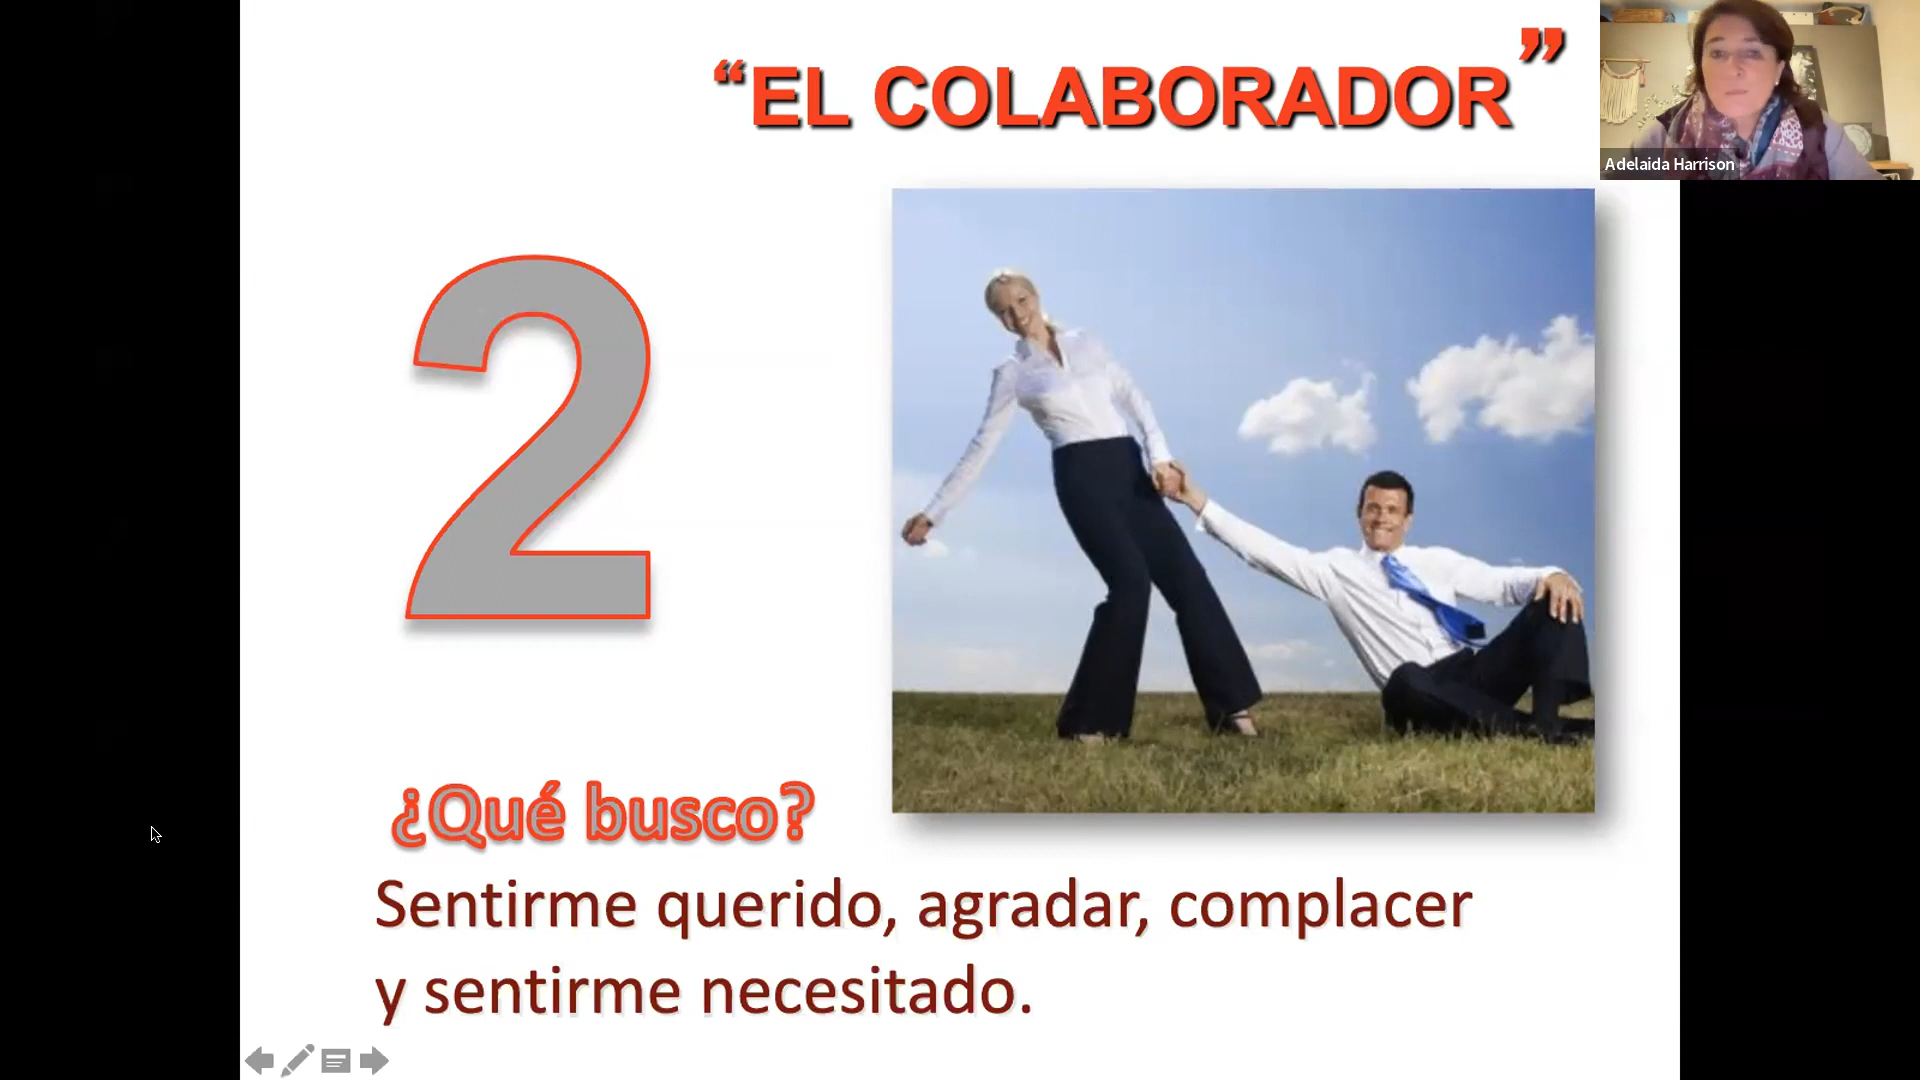 “EL COLABORADOR”
Adelaida Harrison
2
¿Qué busco?
Sentirme querido, agradar, complacer
y sentirme necesitado.